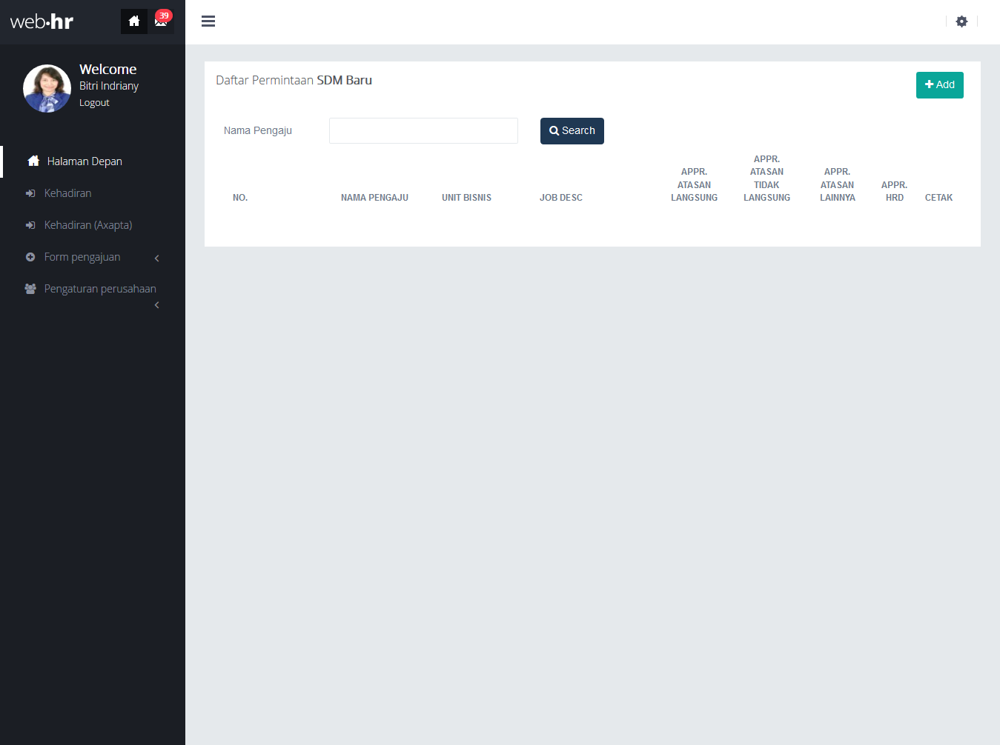 web·hr
39
Welcome
Bitri Indriany
Logout
Halaman Depan
Kehadiran
Kehadiran (Axapta)
Form pengajuan
Pengaturan perusahaan
Daftar Permintaan SDM Baru
Add
Nama Pengaju
Search
NO.
NAMA PENGAJU
UNIT BISNIS
JOB DESC
APPR.
ATASAN
LANGSUNG
APPR.
ATASAN
TIDAK
LANGSUNG
APPR.
ATASAN
LAINNYA
APPR.
HRD
CETAK